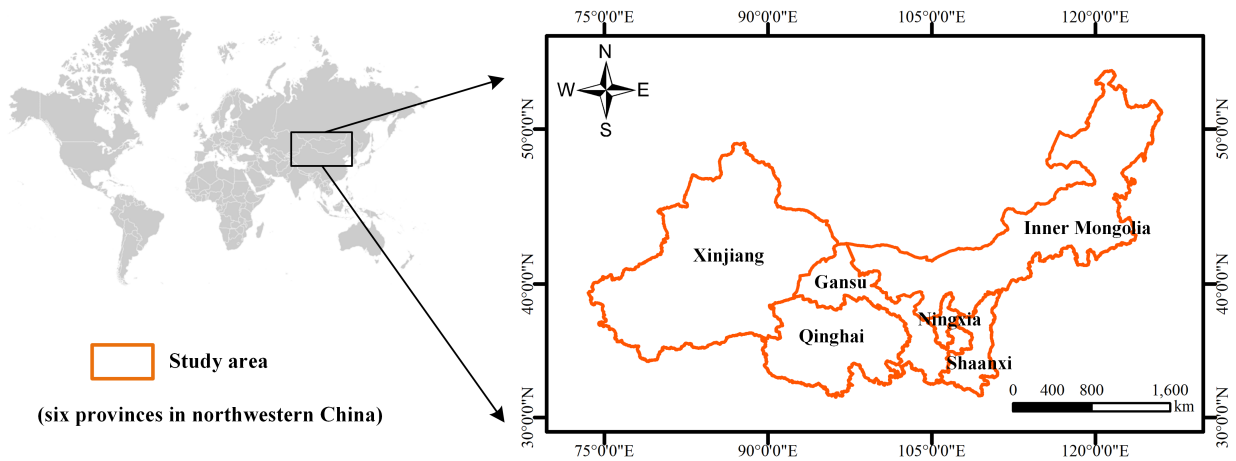 75°0'0"E 90°0'0"E 105°0'0"E 120°0'0"E
N
W E
S
50°0'0"N 50°0'0"N
Inner Mongolia
Xinjiang
Gansu
40°0'0"N 40°0'0"N
Ningxia
Qinghai
Shaanxi
Study area
0 400 800 1,600
km
(six provinces in northwestern China)
30°0'0"N 30°0'0"N
75°0'0"E 90°0'0"E 105°0'0"E 120°0'0"E